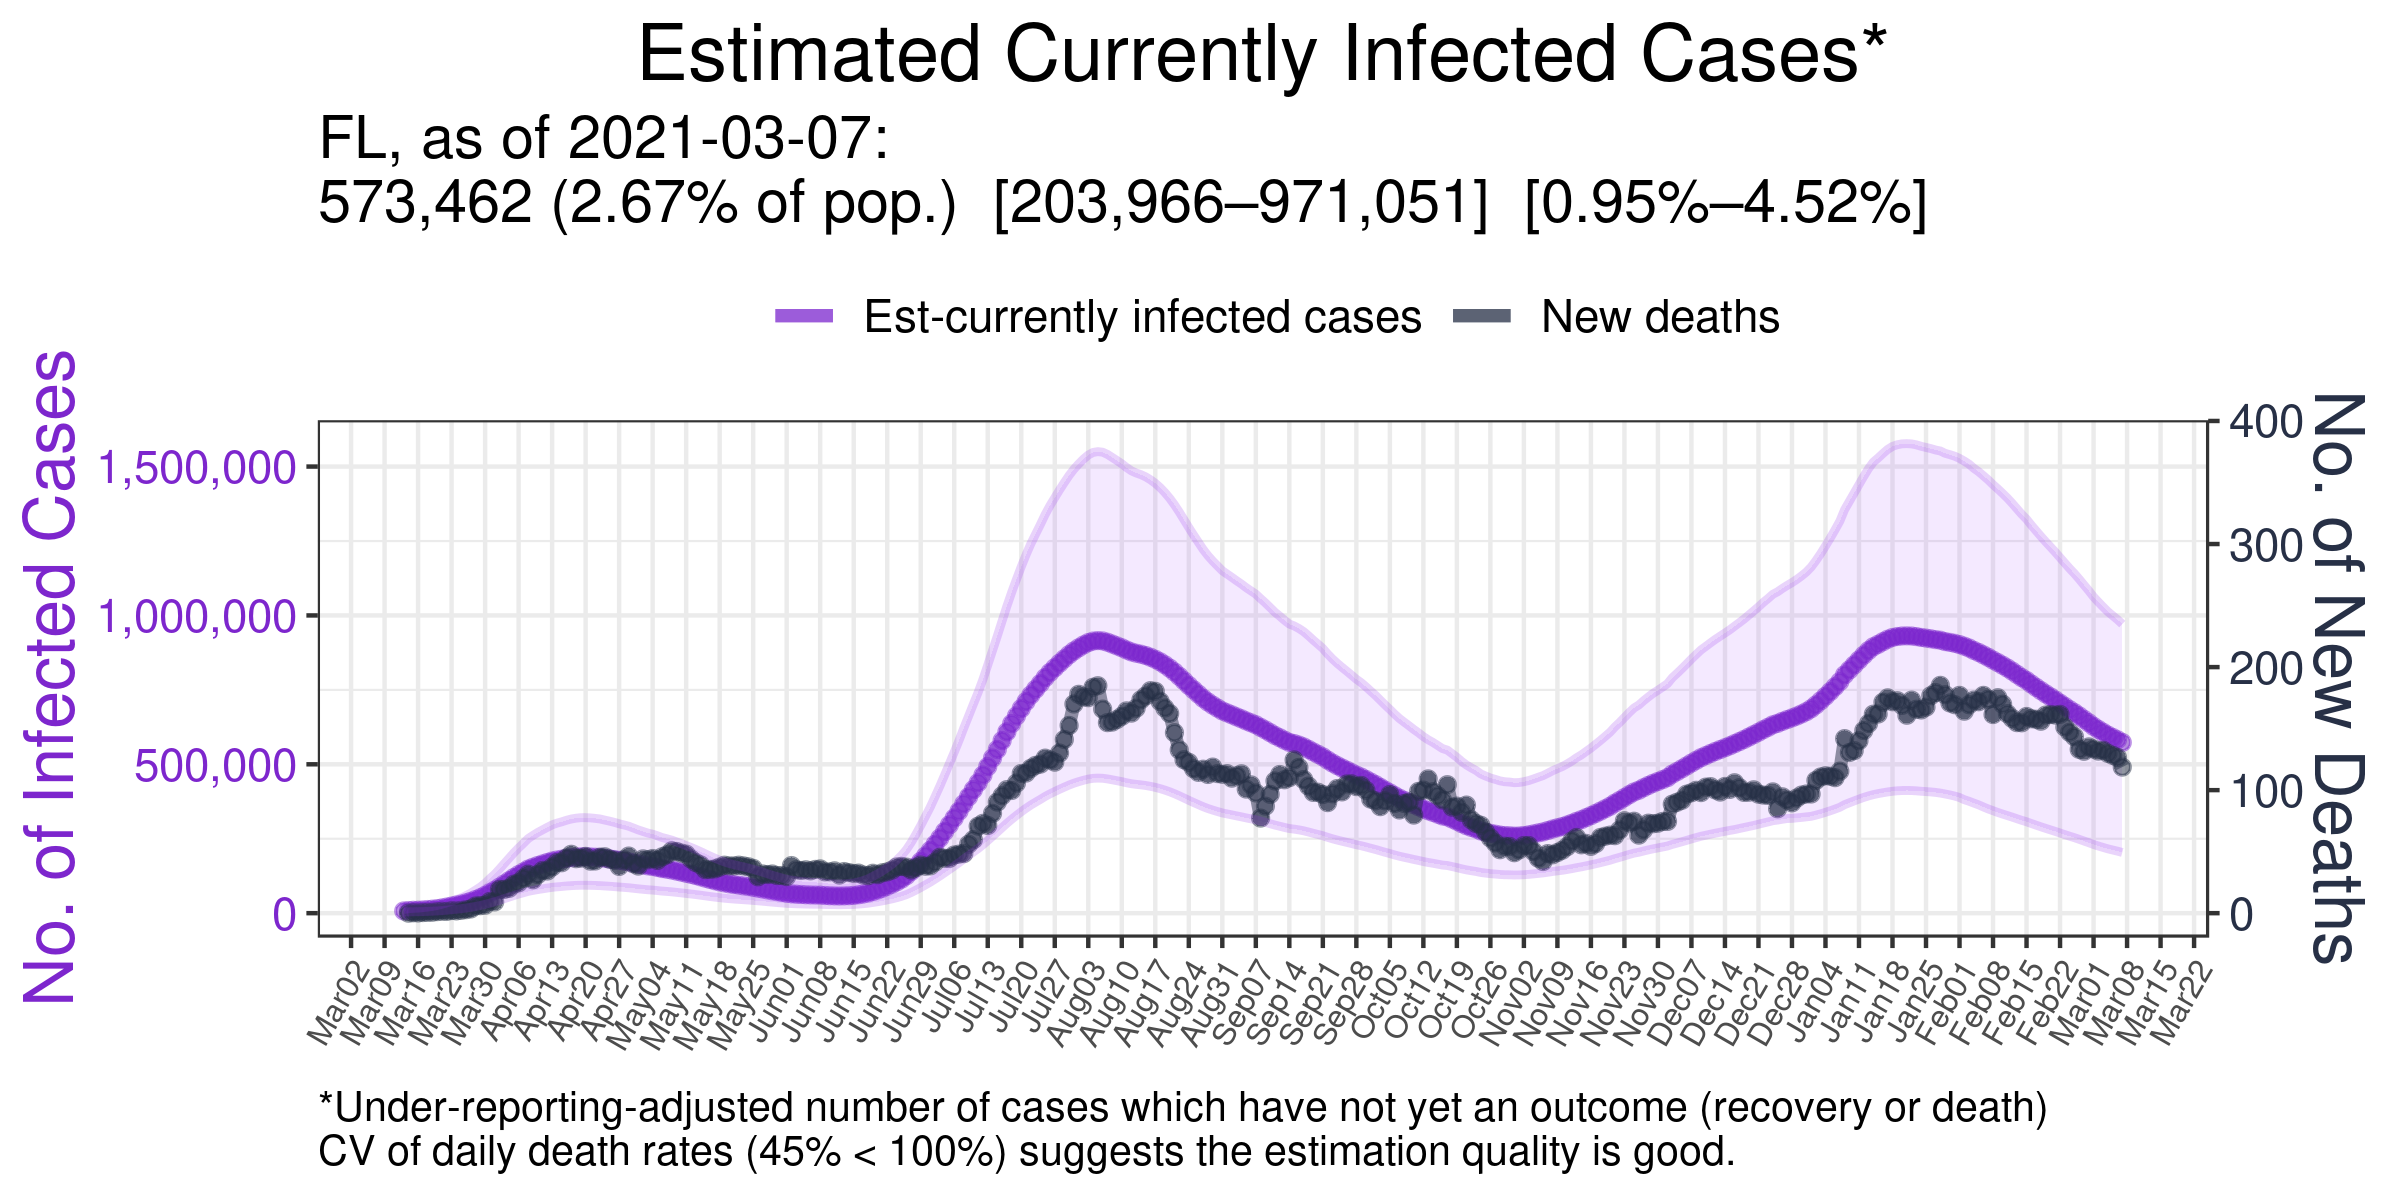 Estimated Currently Infected Cases*
FL, as of 2021-03-07:
573,462 (2.67% of pop.) [203,966–971,051] [0.95%–4.52%]
Est-currently infected cases
New deaths
No. of Infected Cases
1,500,000
1,000,000
500,000
0
No. of New Deaths
400
300
200
100
0
Mar02
Mar09
Mar16
Mar23
Mar30
Apr06
Apr13
Apr20
Apr27
May04
May11
May18
May25
Jun01
Jun08
Jun15
Jun22
Jun29
Jul06
Jul13
Jul20
Jul27
Aug03
Aug10
Aug17
Aug24
Aug31
Sep07
Sep14
Sep21
Sep28
Oct05
Oct12
Oct19
Oct26
Nov02
Nov09
Nov16
Nov23
Nov30
Dec07
Dec14
Dec21
Dec28
Jan04
Jan11
Jan18
Jan25
Feb01
Feb08
Feb15
Feb22
Mar01
Mar08
Mar15
Mar22
*Under-reporting-adjusted number of cases which have not yet an outcome (recovery or death)
CV of daily death rates (45% < 100%) suggests the estimation quality is good.